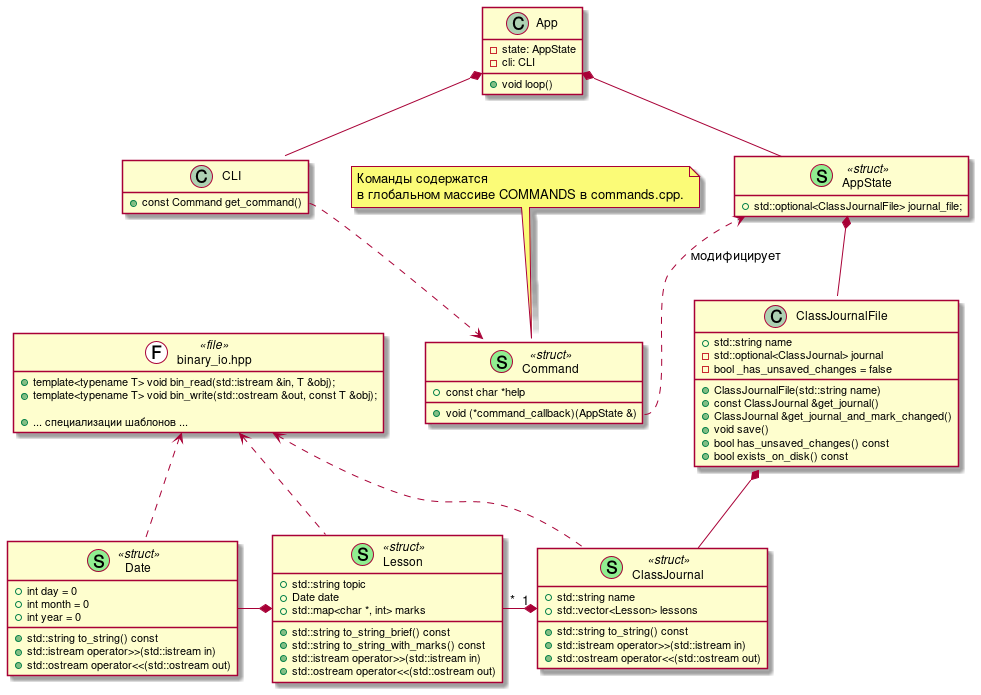 C App
state: AppState
cli: CLI
void loop()
C CLI
const Command get_command()
Команды содержатся
в глобальном массиве COMMANDS в commands.cpp.
S «struct»
AppState
std::optional<ClassJournalFile> journal_file;
модифицирует
C ClassJournalFile
std::string name
std::optional<ClassJornal> journal
bool _has_unsaved_changes = false
ClassJornalFile(std::string name)
const ClassJornal &get_journal()
ClassJornal &get_journal_and_mark_changed()
void save()
bool has_unsaved_changes() const
bool exists_on_disk() const
F «file»
binary_io.hpp
template<typename T> void bin_read(std::istream &in, T &obj);
template<typename T> void bin_write(std::ostream &out, const T &obj);
... специализации шаблонов ...
S «struct»
Command
const char *help
void (*command_callback)(AppState &)
S «struct»
Date
int day = 0
int month = 0
int year = 0
std::string to_string() const
std::istream operator>>(std::istream in)
std::ostream operator<<(std::ostream out)
S «struct»
Lesson
std::string topic
Date date
std::map<char *, int> marks
std::string to_string_brief() const
std::string to_string_with_marks() const
std::istream operator>>(std::istream in)
std::ostream operator<<(std::ostream out)
* 1
S «struct»
ClassJournal
std::string name
std::vector<Lesson> lessons
std::string to_string() const
std::istream operator>>(std::istream in)
std::ostream operator<<(std::ostream out)